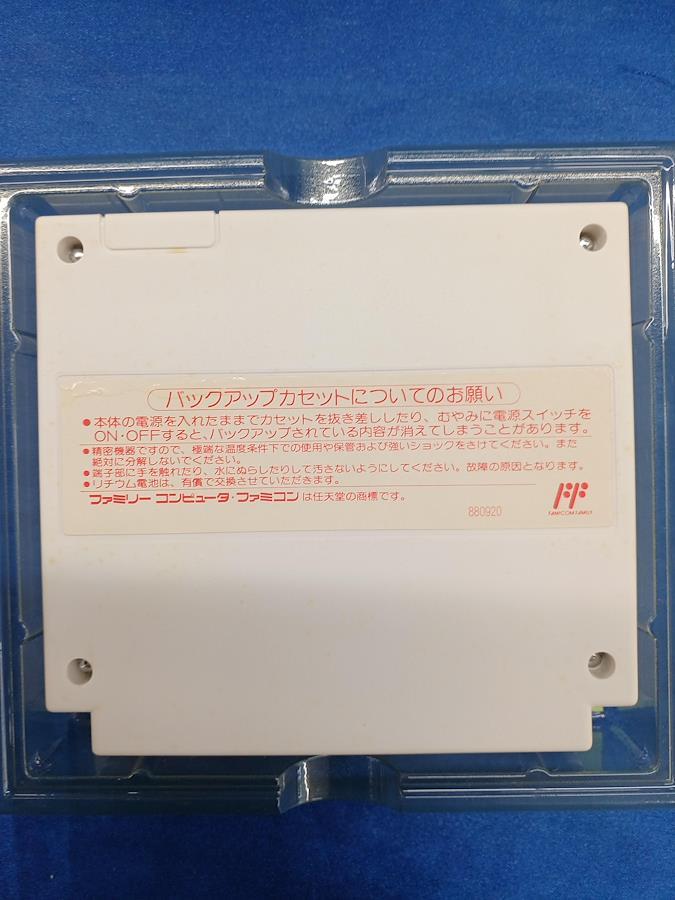 バックアップカセットについてのお願い
●本体の電源を入れたままでカセットを抜き差ししたり、むやみに電源スイッチを
ON・OFFすると、バックアップされている内容が消えてしまうことがあります。
●精密機器ですので、極端な温度条件下での使用や保管および強いショックをさけてください。また
絶対に分解しないでください。
●端子部に手を触れたり、水にぬらしたりして汚さないようにしてください。故障の原因となります。
●リチウム電池は、有償で交換させていただきます。
ファミリー コンピュータ・ファミコン は任天堂の商標です。
880920
FF
FAMICOM FAMILY